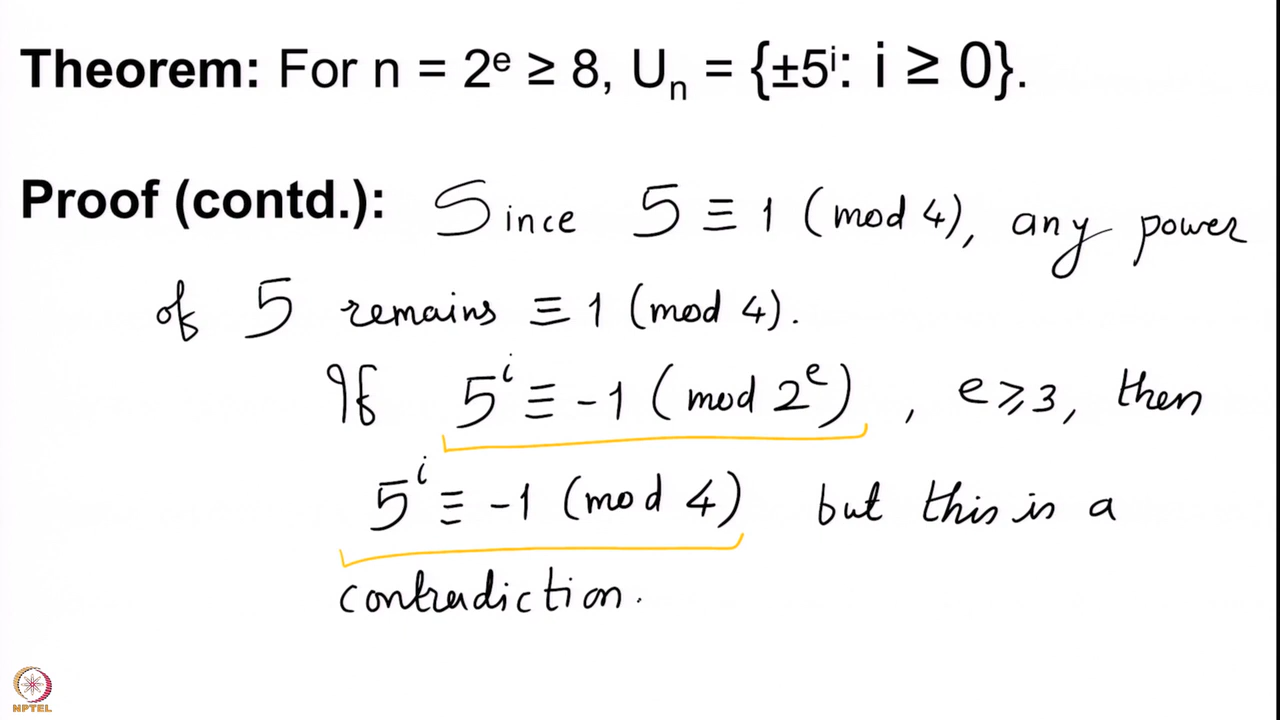 Theorem: For n = 2ᵉ ≥ 8, Uₙ = {±5ⁱ: i ≥ 0}.
Proof (contd.): Since 5 ≡ 1 (mod 4), any power
of 5 remains ≡ 1 (mod 4).
If 5ⁱ ≡ -1 (mod 2ᵉ), e ⩾ 3, then
5ⁱ ≡ -1 (mod 4) but this is a
contradiction.
NPTEL